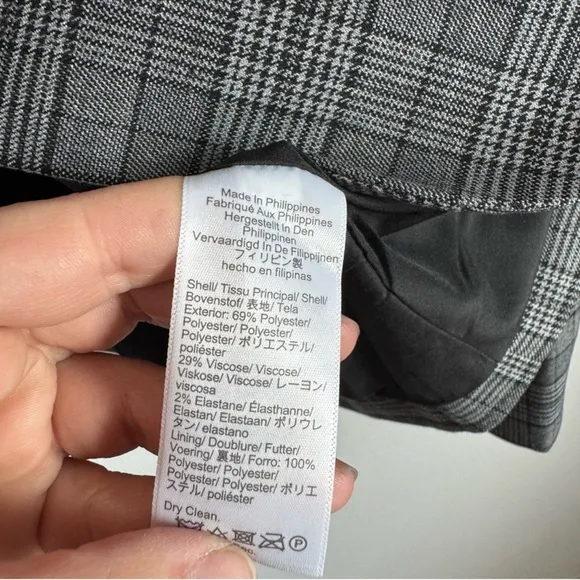 Made In Philippines
Fabriqué Aux Philippines
Hergestellt In Den
Philippinen
Vervaardigd In De Filippijnen
フィリピン製
hecho en filipinas
Shell/ Tissu Principal/ Shell/
Bovenstof/ 表地/ Tela
Exterior: 69% Polyester/
Polyester/ Polyester/
Polyester/ ポリエステル/
poliéster
29% Viscose/ Viscose/
Viskose/ Viscose/ レーヨン/
viscosa
2% Elastane/ Élasthanne/
Elastan/ Elastaan/ ポリウレ
タン/ elastano
Lining/ Doublure/ Futter/
Voering/ 裏地/ Forro: 100%
Polyester/ Polyester/
Polyester/ Polyester/ ポリエ
ステル/ poliéster
Dry Clean.